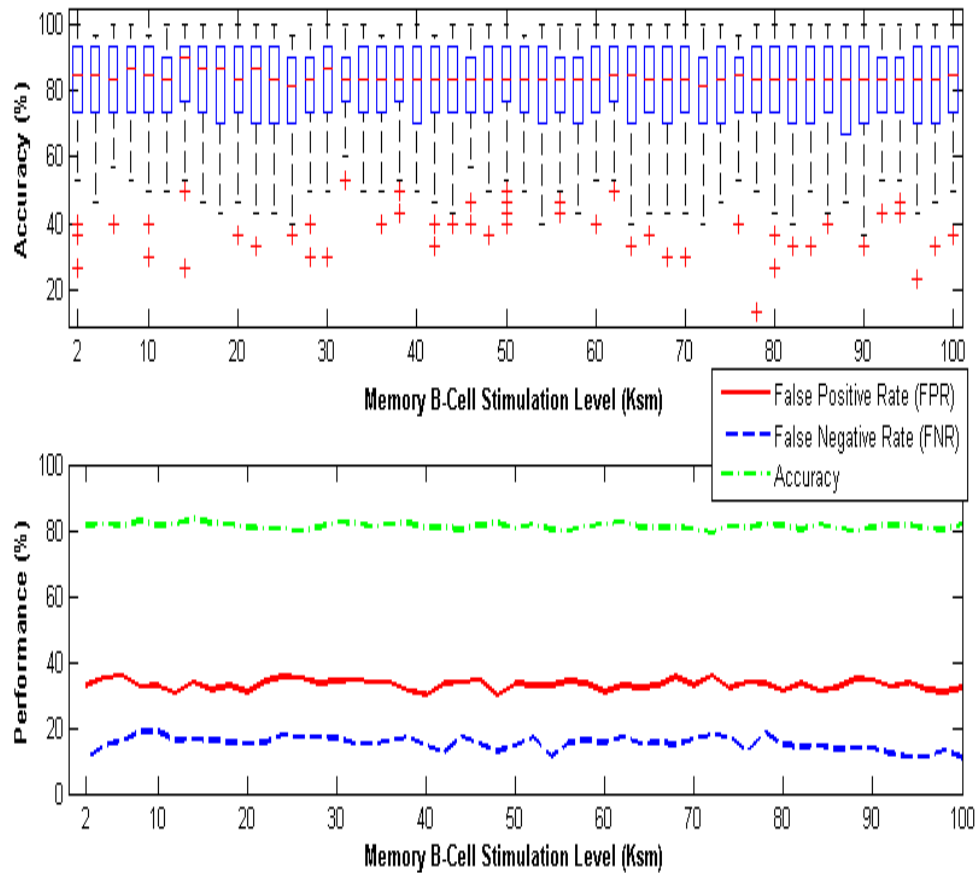 Accuracy (%)
100
80
60
40
20
2 10 20 30 40 50 60 70 80 90 100
Memory B-Cell Stimulation Level (Ksm)
False Positive Rate (FPR)
False Negative Rate (FNR)
Accuracy
Performance (%)
100
80
60
40
20
0
2 10 20 30 40 50 60 70 80 90 100
Memory B-Cell Stimulation Level (Ksm)